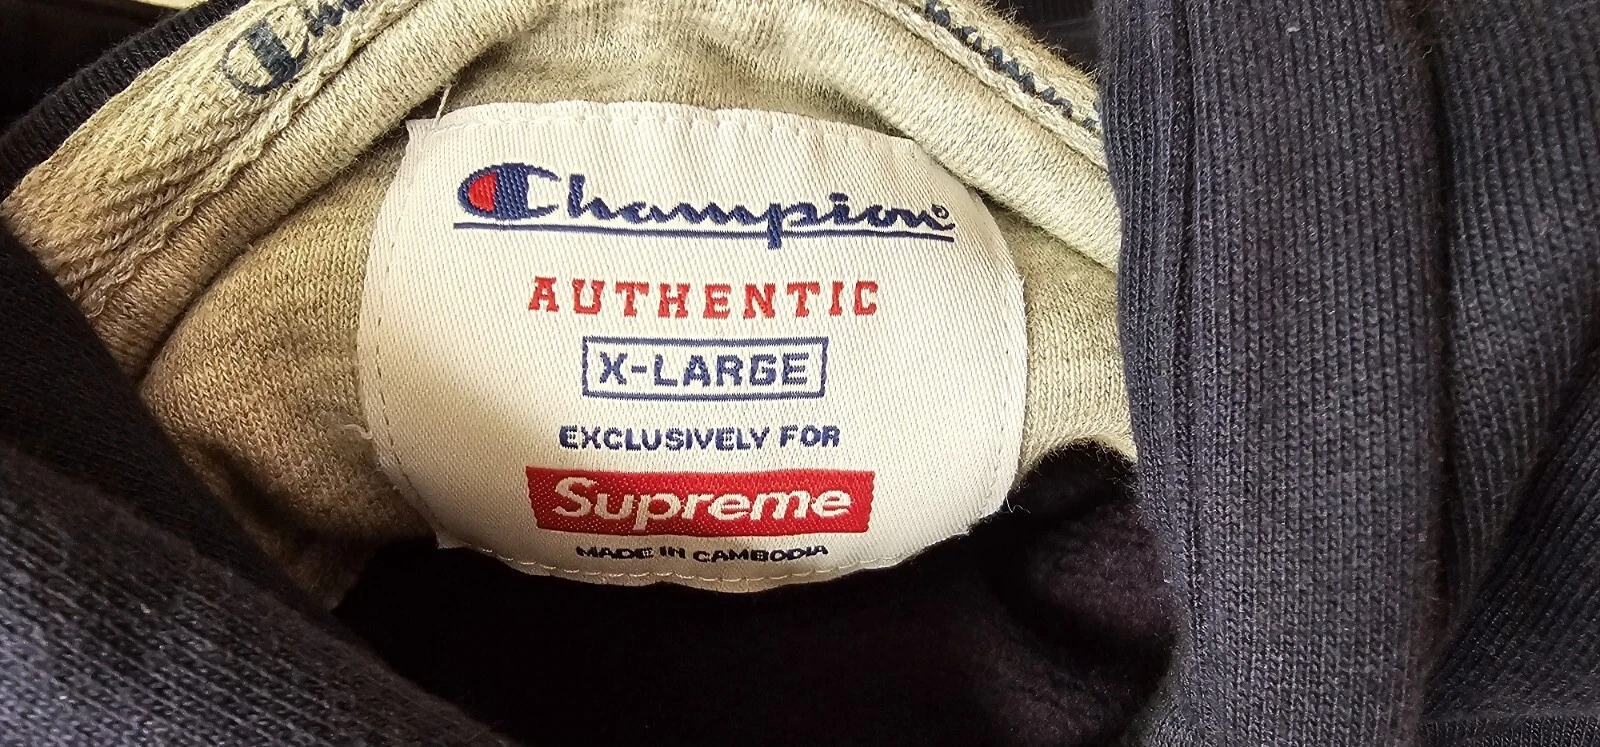 Champion®
AUTHENTIC
X-LARGE
EXCLUSIVELY FOR
Supreme
MADE IN CAMBODIA